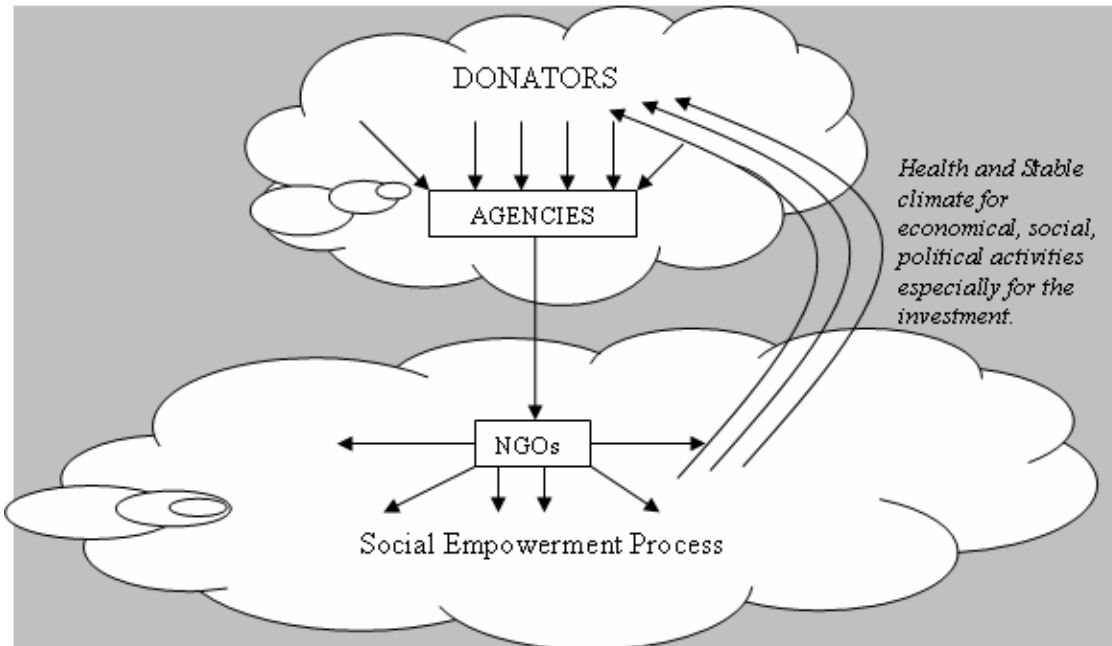 DONATORS
AGENCIES
Health and Stable
climate for
economical, social,
political activities
especially for the
investment.
NGOs
Social Empowerment Process